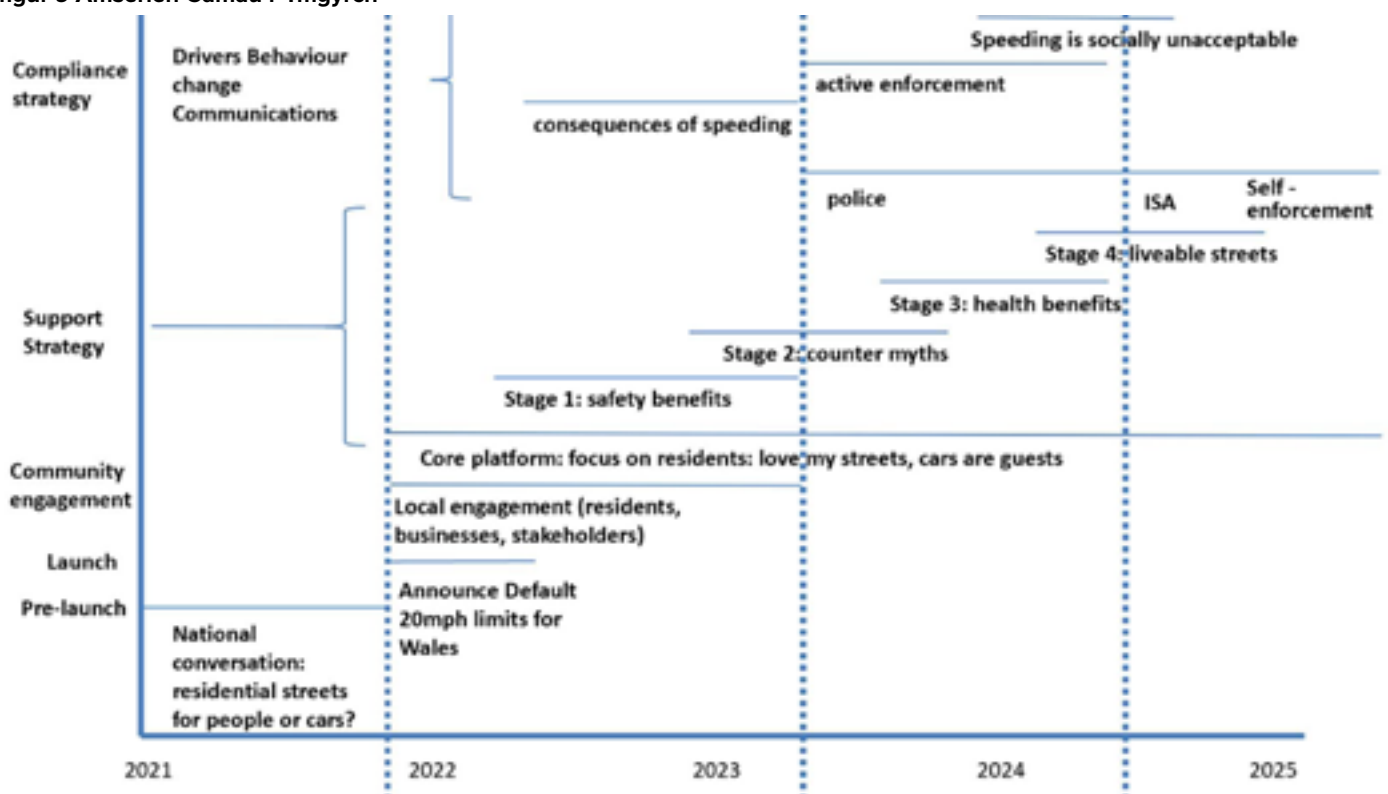 Speeding is socially unacceptable
Compliance
strategy
Drivers Behaviour
change
Communications
active enforcement
consequences of speeding
police
ISA
Self -
enforcement
Stage 4: liveable streets
Stage 3: health benefits
Support
Strategy
Stage 2: counter myths
Stage 1: safety benefits
Core platform: focus on residents: love my streets, cars are guests
Community
engagement
Local engagement (residents,
businesses, stakeholders)
Launch
Announce Default
20mph limits for
Wales
Pre-launch
National
conversation:
residential streets
for people or cars?
2021
2022
2023
2024
2025